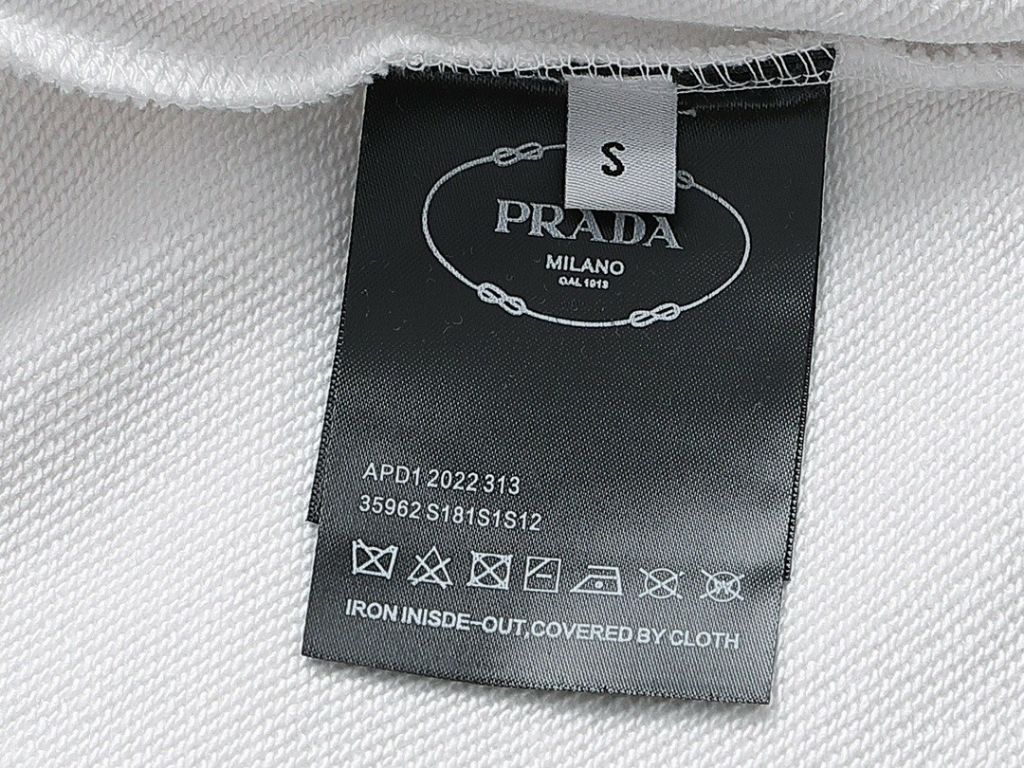 S
PRADA
MILANO
DAL 1913
APD1 2022 313
35962 S181S1S12
IRON INISDE-OUT,COVERED BY CLOTH